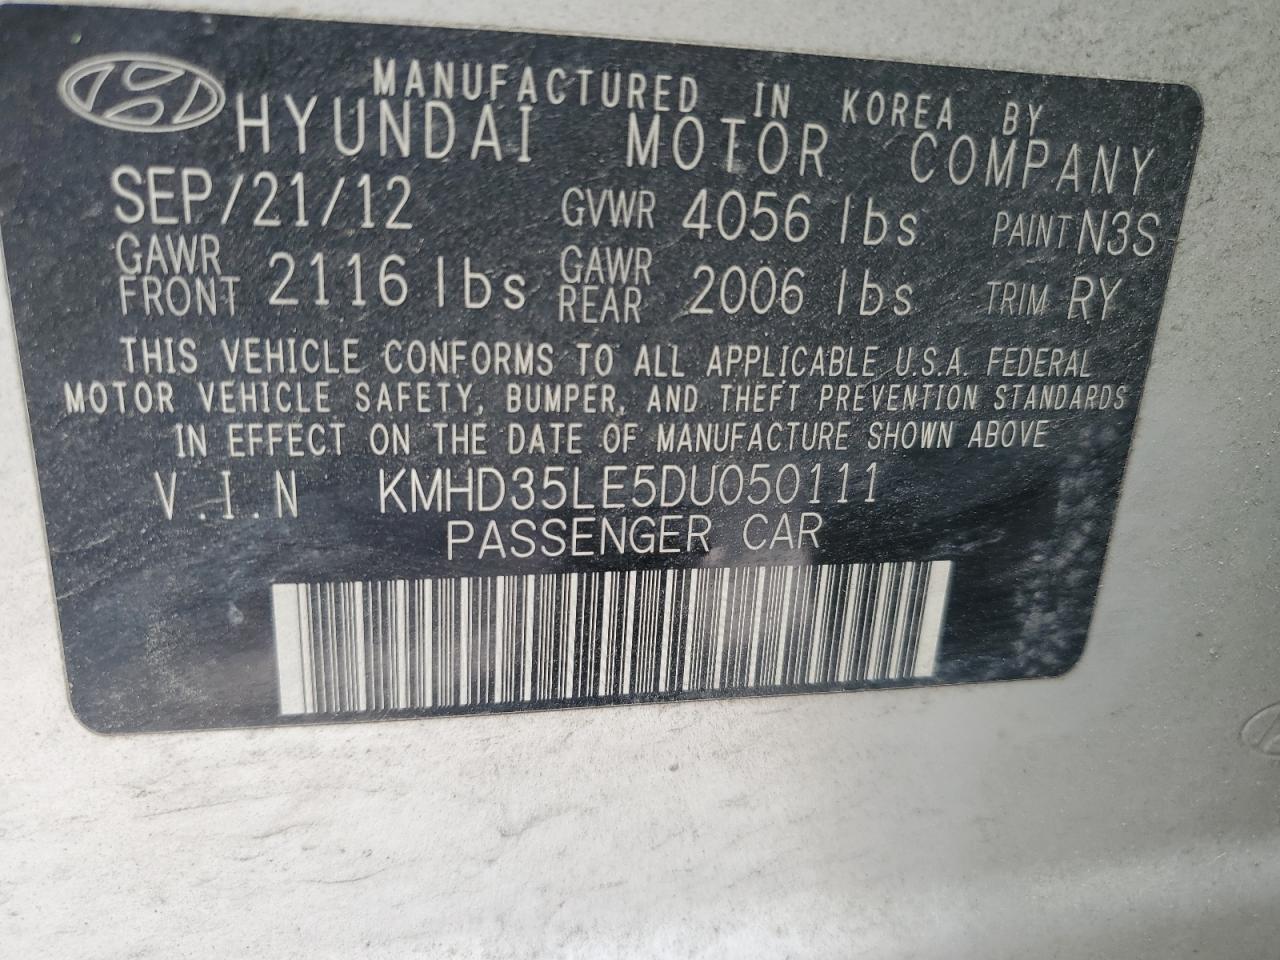 MANUFACTURED IN KOREA BY
HYUNDAI MOTOR COMPANY
SEP/21/12 GVWR 4056 lbs PAINT N3S
GAWR FRONT 2116 lbs GAWR REAR 2006 lbs TRIM RY
THIS VEHICLE CONFORMS TO ALL APPLICABLE U.S.A. FEDERAL
MOTOR VEHICLE SAFETY, BUMPER, AND THEFT PREVENTION STANDARDS
IN EFFECT ON THE DATE OF MANUFACTURE SHOWN ABOVE
V.I.N KMHD35LE5DU050111
PASSENGER CAR